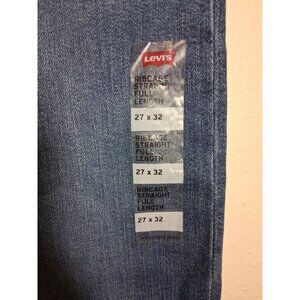 Levi's
RIBCAGE
STRAIGHT
FULL
LENGTH
27 x 32
RIBCAGE
STRAIGHT
FULL
LENGTH
27 x 32
RIBCAGE
STRAIGHT
FULL
LENGTH
27 x 32